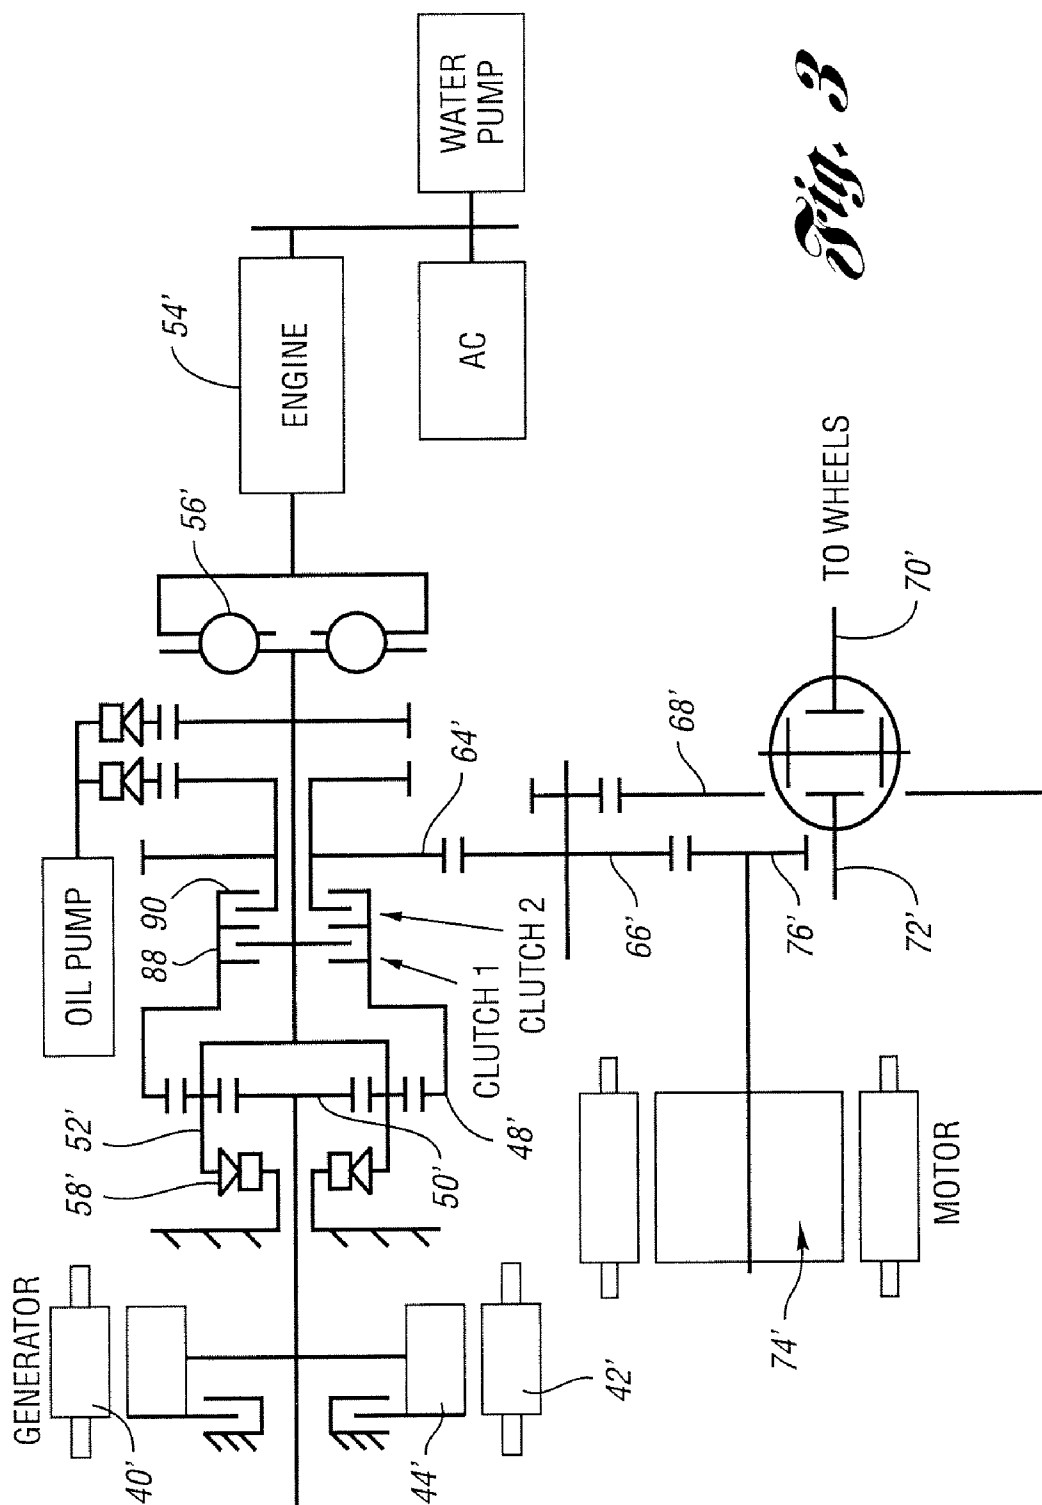 GENERATOR
40'
42'
44'
58'
52'
50'
48'
OIL PUMP
88
90
CLUTCH 1
CLUTCH 2
64'
56'
54'
ENGINE
AC
WATER
PUMP
66'
68'
76'
72'
70'
TO WHEELS
74'
MOTOR
Fig. 3